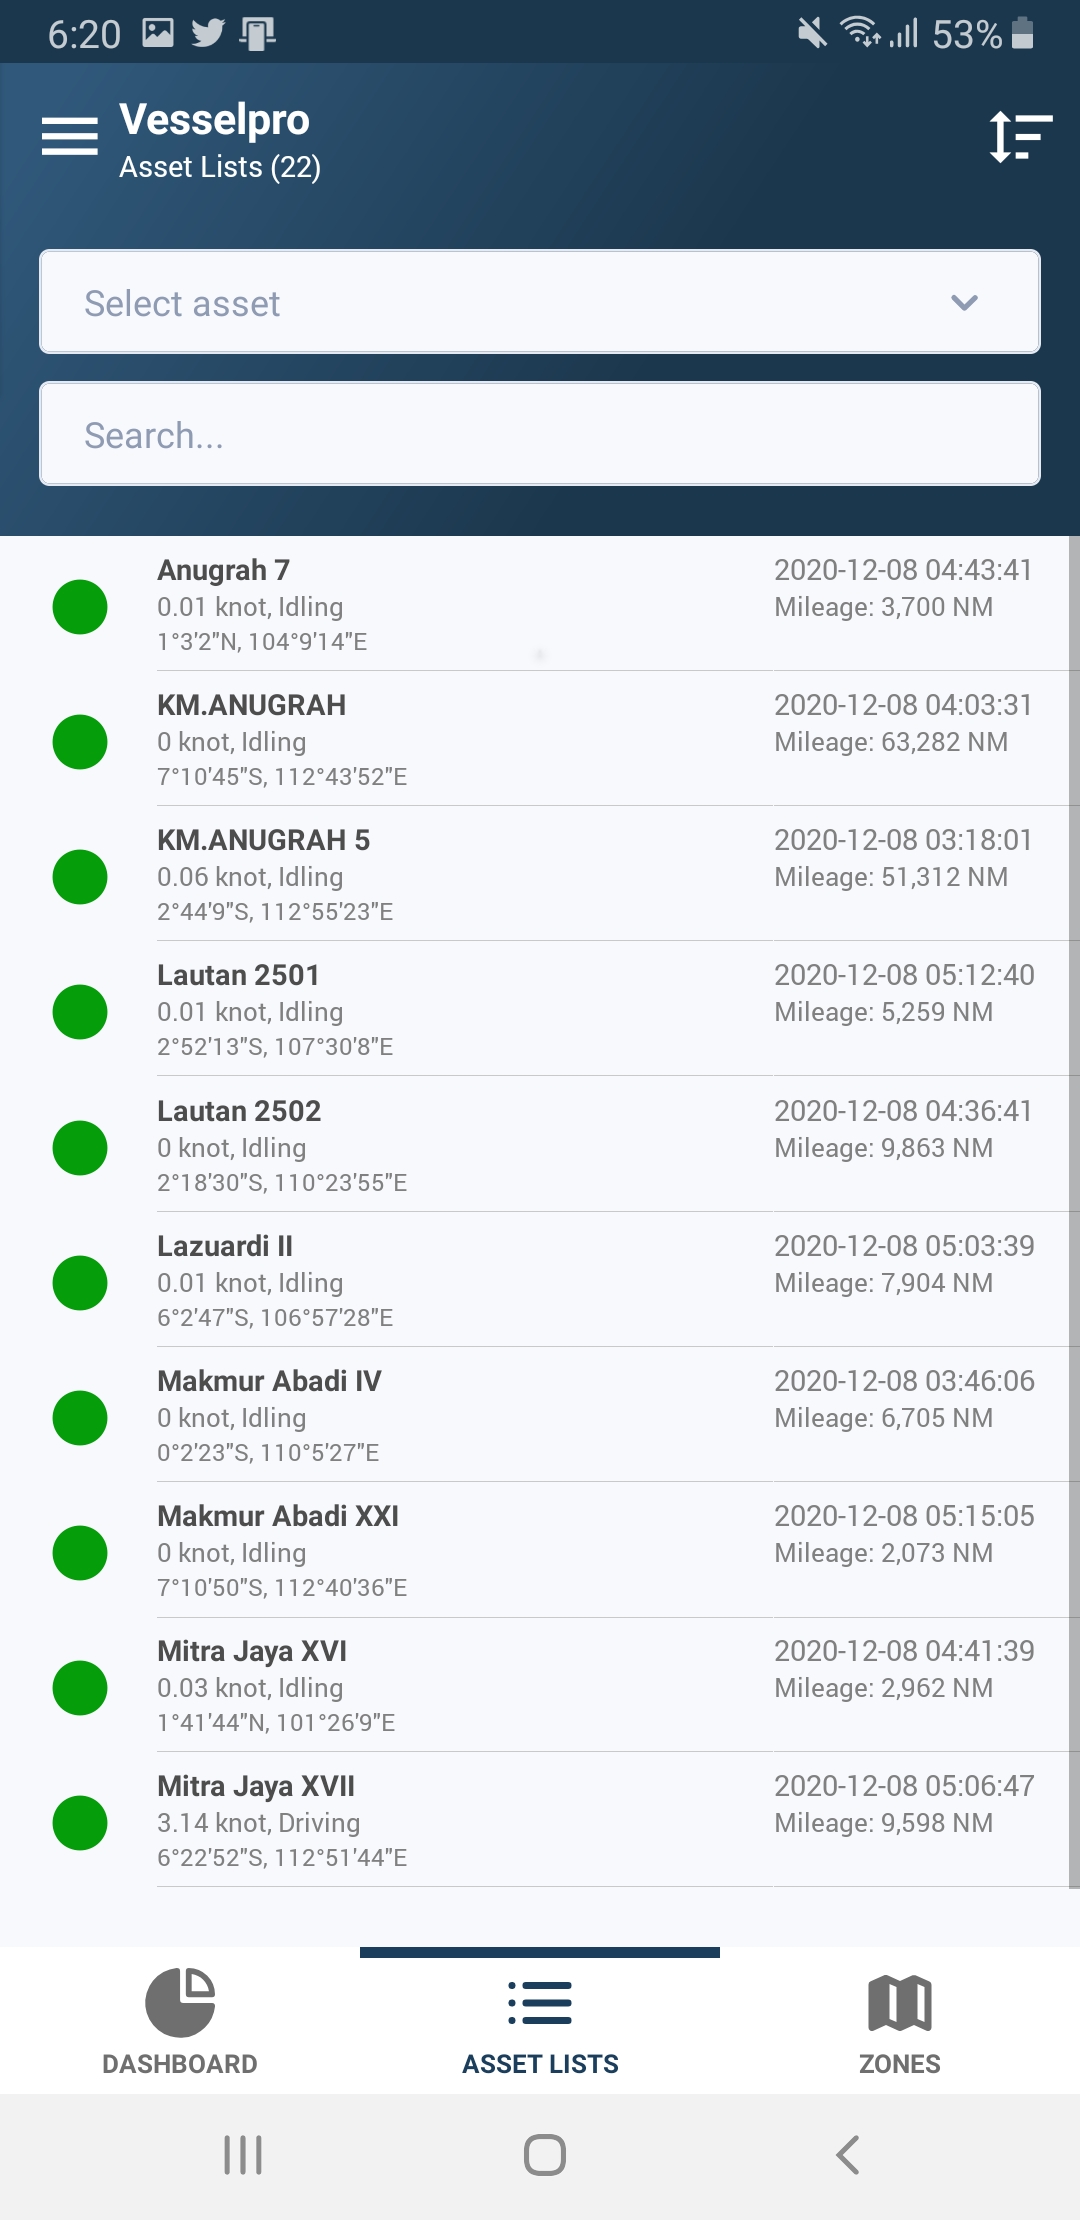 6:20 53%
Vesselpro
Asset Lists (22)
Select asset
Search...
Anugrah 7 2020-12-08 04:43:41
0.01 knot, Idling Mileage: 3,700 NM
1°3'2"N, 104°9'14"E
KM.ANUGRAH 2020-12-08 04:03:31
0 knot, Idling Mileage: 63,282 NM
7°10'45"S, 112°43'52"E
KM.ANUGRAH 5 2020-12-08 03:18:01
0.06 knot, Idling Mileage: 51,312 NM
2°44'9"S, 112°55'23"E
Lautan 2501 2020-12-08 05:12:40
0.01 knot, Idling Mileage: 5,259 NM
2°52'13"S, 107°30'8"E
Lautan 2502 2020-12-08 04:36:41
0 knot, Idling Mileage: 9,863 NM
2°18'30"S, 110°23'55"E
Lazuardi II 2020-12-08 05:03:39
0.01 knot, Idling Mileage: 7,904 NM
6°2'47"S, 106°57'28"E
Makmur Abadi IV 2020-12-08 03:46:06
0 knot, Idling Mileage: 6,705 NM
0°2'23"S, 110°5'27"E
Makmur Abadi XXI 2020-12-08 05:15:05
0 knot, Idling Mileage: 2,073 NM
7°10'50"S, 112°40'36"E
Mitra Jaya XVI 2020-12-08 04:41:39
0.03 knot, Idling Mileage: 2,962 NM
1°41'44"N, 101°26'9"E
Mitra Jaya XVII 2020-12-08 05:06:47
3.14 knot, Driving Mileage: 9,598 NM
6°22'52"S, 112°51'44"E
DASHBOARD ASSET LISTS ZONES